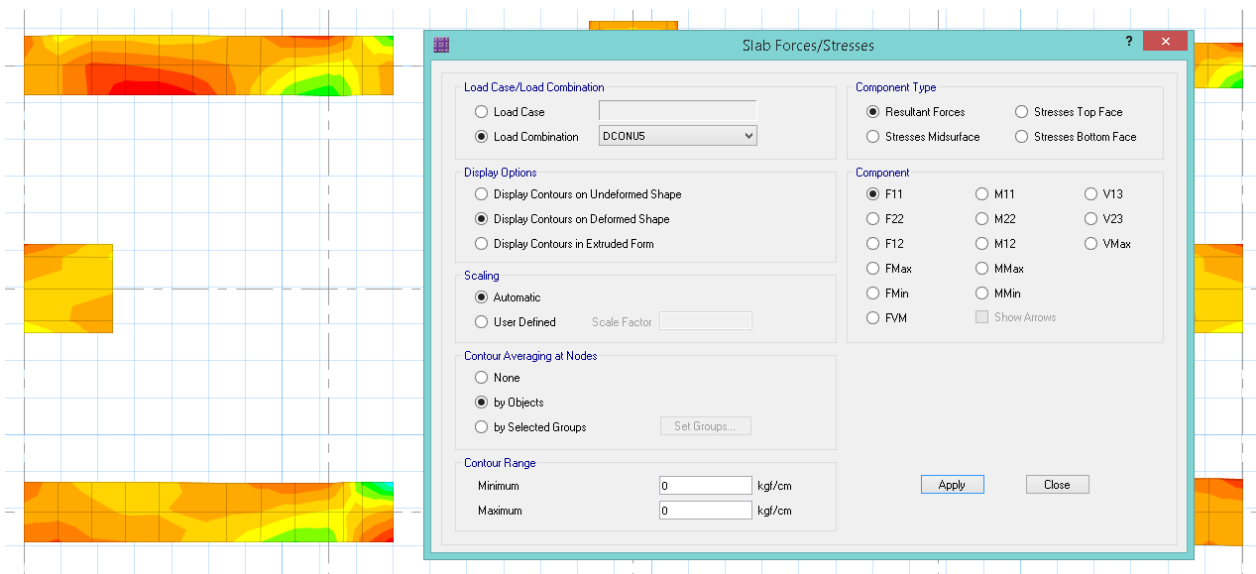 Slab Forces/Stresses
?
Load Case/Load Combination
Load Case
Load Combination
DCONU5
Display Options
Display Contours on Undeformed Shape
Display Contours on Deformed Shape
Display Contours in Extruded Form
Scaling
Automatic
User Defined
Scale Factor
Contour Averaging at Nodes
None
by Objects
by Selected Groups
Set Groups...
Contour Range
Minimum
0
kgf/cm
Maximum
0
kgf/cm
Component Type
Resultant Forces
Stresses Top Face
Stresses Midsurface
Stresses Bottom Face
Component
F11
M11
V13
F22
M22
V23
F12
M12
VMax
FMax
MMax
FMin
MMin
FVM
Show Arrows
Apply
Close